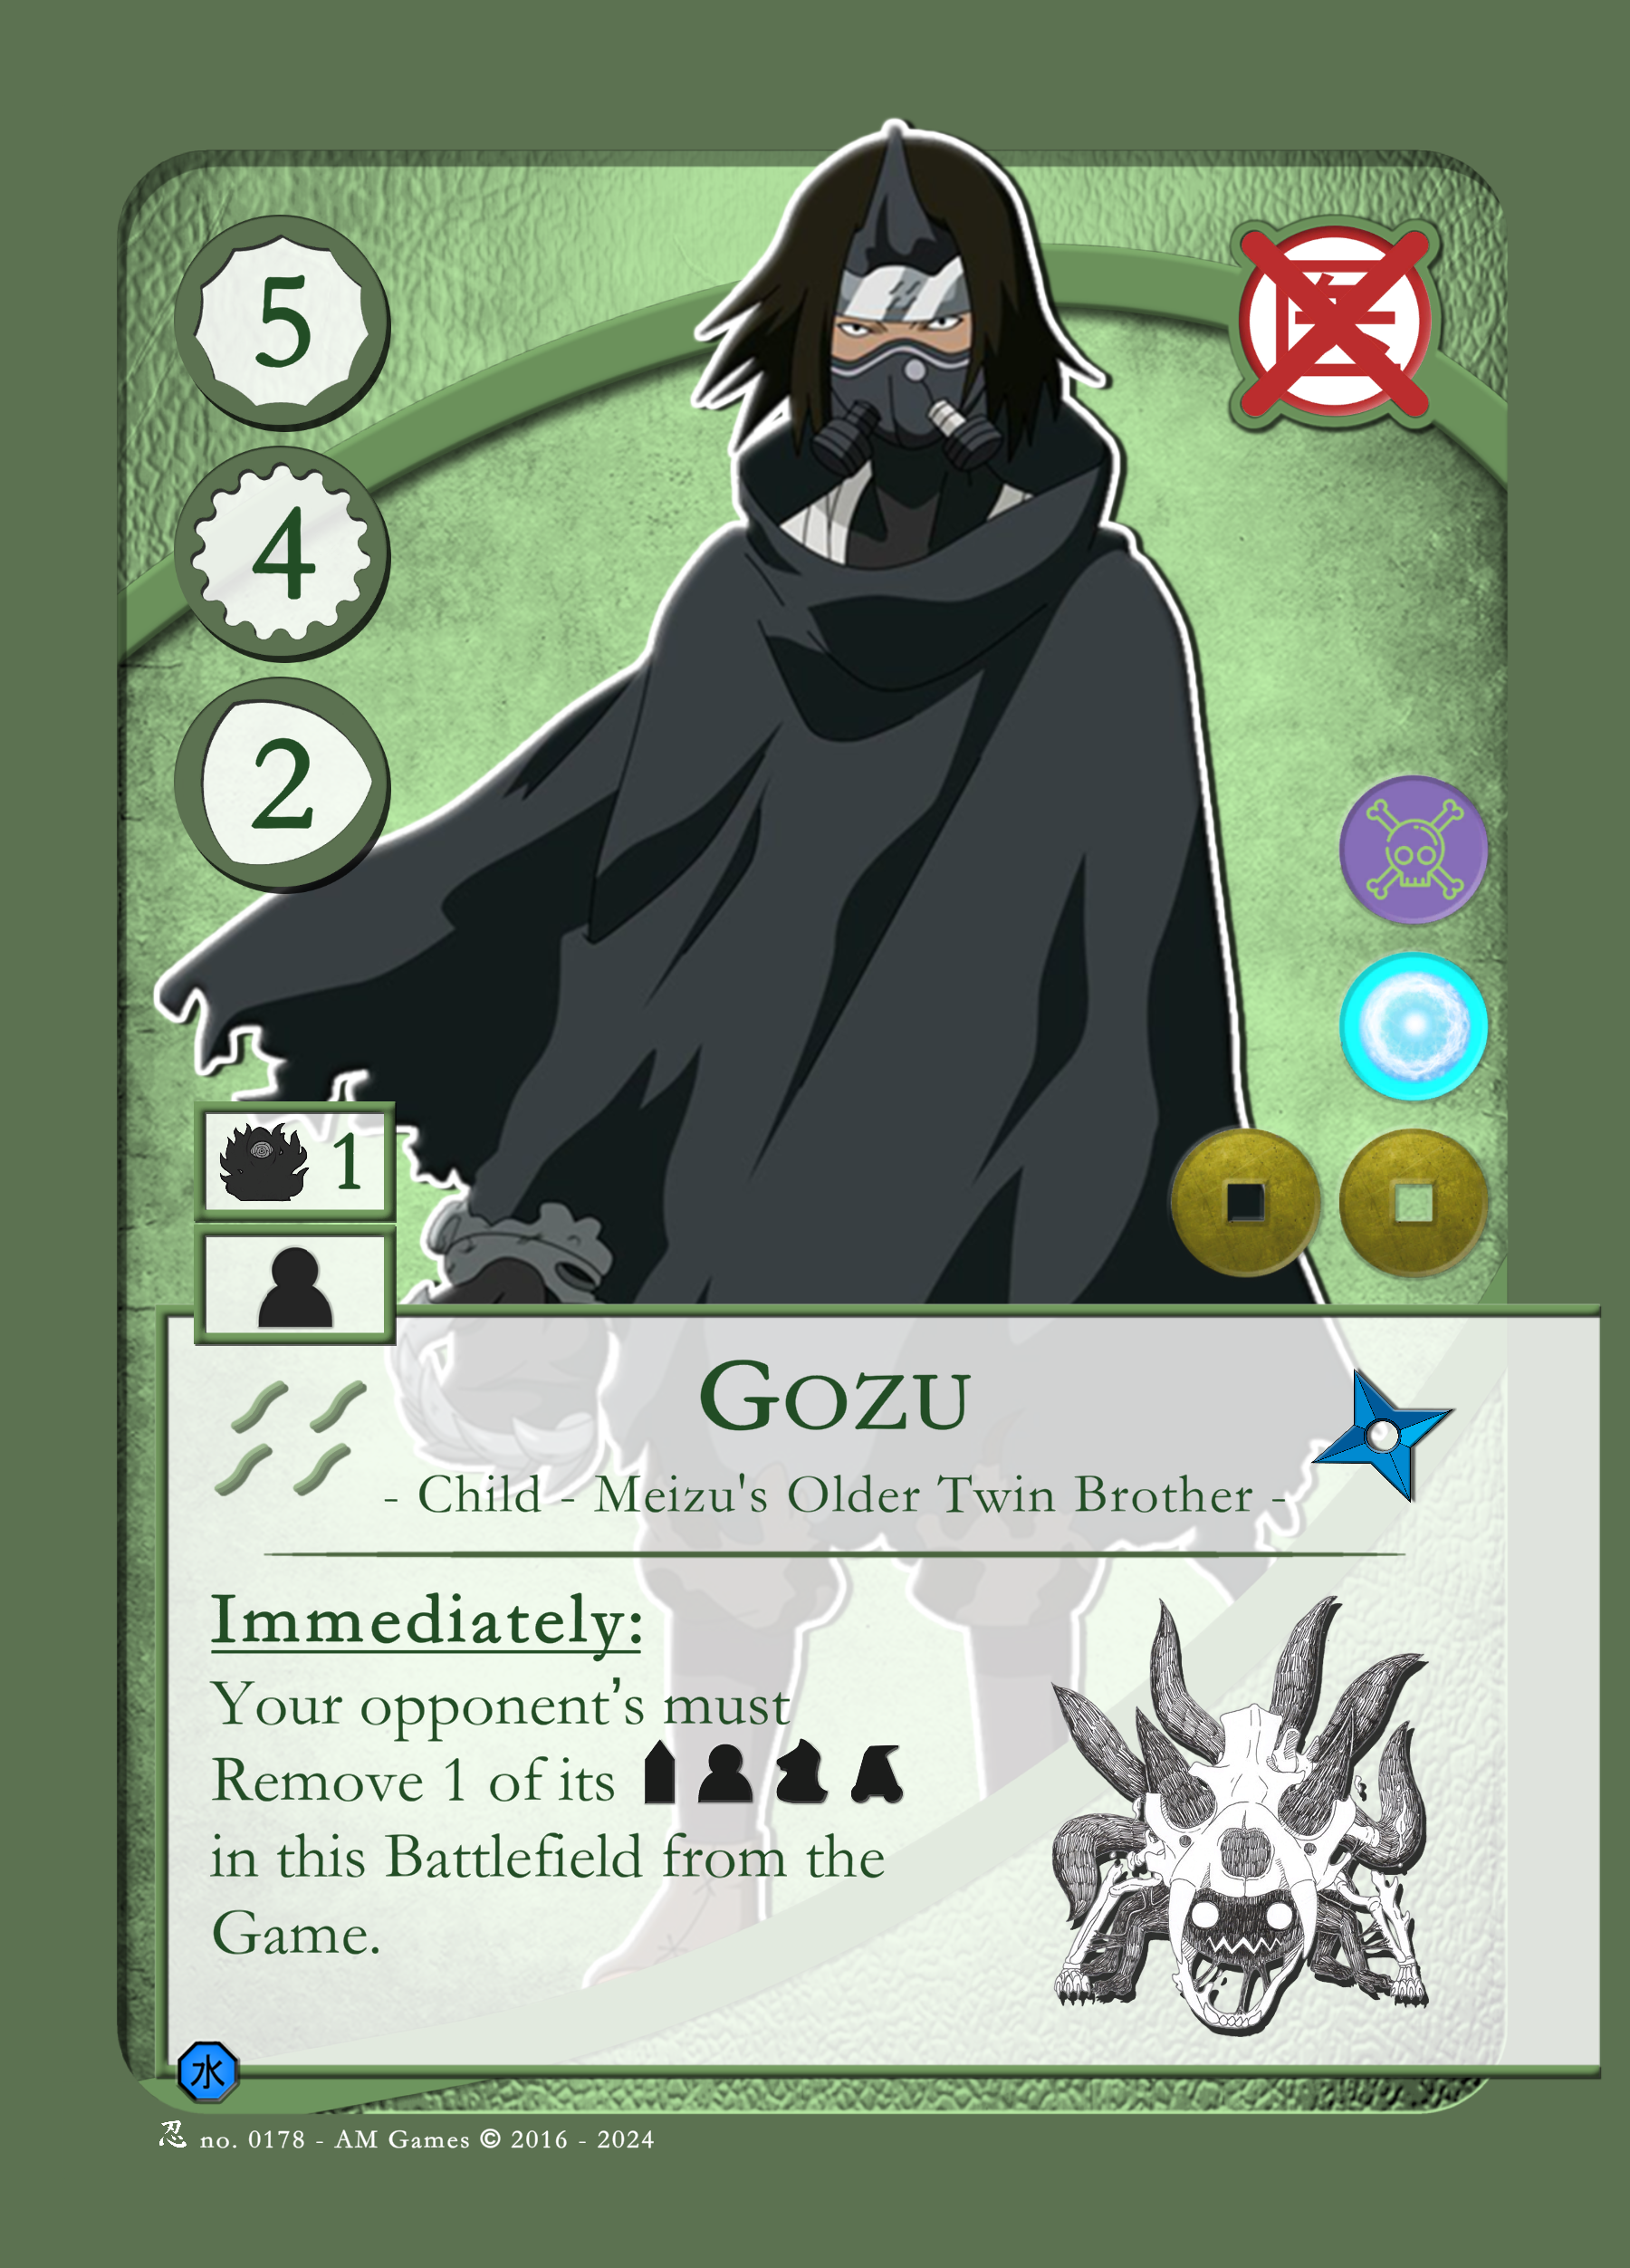 5
4
2
1
Gozu
- Child - Meizu's Older Twin Brother -
Immediately:
Your opponent's must
Remove 1 of its
in this Battlefield from the
Game.
水
忍 no. 0178 - AM Games © 2016 - 2024